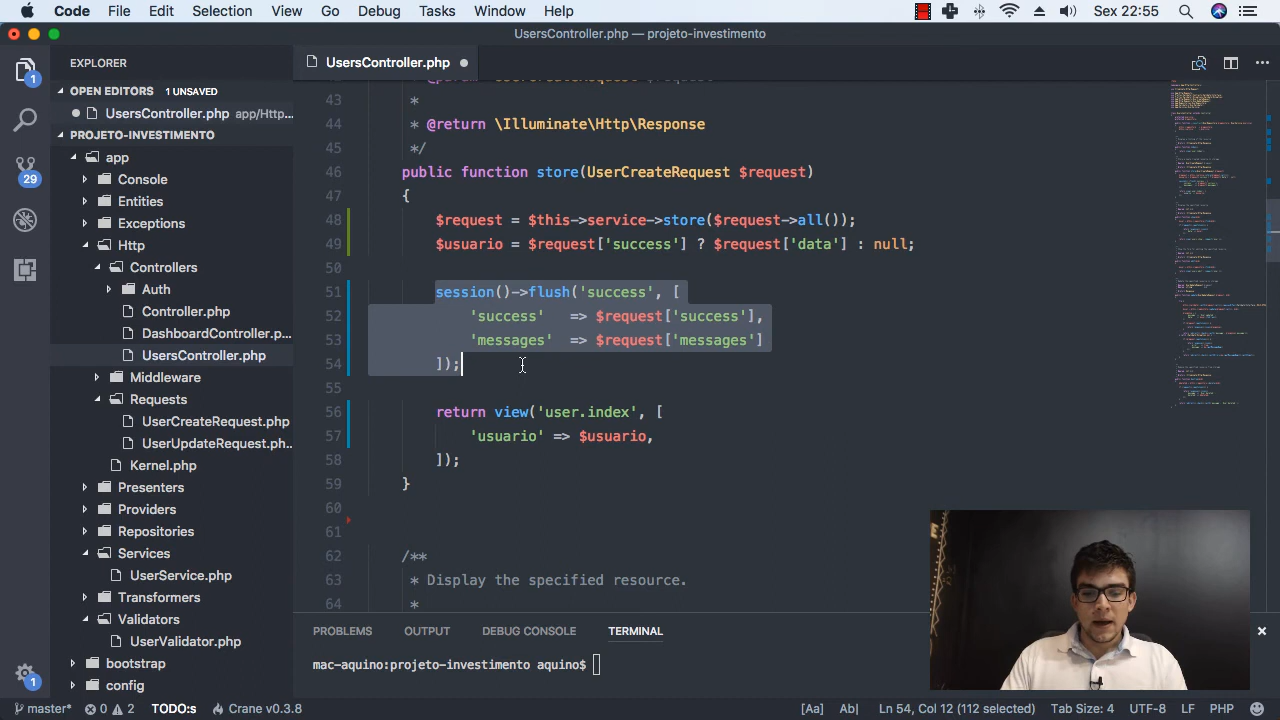 Code File Edit Selection View Go Debug Tasks Window Help Sex 22:55
UsersController.php — projeto-investimento
EXPLORER
UsersController.php
OPEN EDITORS 1 UNSAVED
UsersController.php app/Http...
PROJETO-INVESTIMENTO
app
Console
Entities
Exceptions
Http
Controllers
Auth
Controller.php
DashboardController.p...
UsersController.php
Middleware
Requests
UserCreateRequest.php
UserUpdateRequest.ph...
Kernel.php
Presenters
Providers
Repositories
Services
UserService.php
Transformers
Validators
UserValidator.php
bootstrap
config
1
29
1
43 *
44 * @return \Illuminate\Http\Response
45 */
46 public function store(UserCreateRequest $request)
47 {
48 $request = $this->service->store($request->all());
49 $usuario = $request['success'] ? $request['data'] : null;
50
51 session()->flush('success', [
52 'success' => $request['success'],
53 'messages' => $request['messages']
54 ]);
55
56 return view('user.index', [
57 'usuario' => $usuario,
58 ]);
59 }
60
61
62 /**
63 * Display the specified resource.
64 *
PROBLEMS OUTPUT DEBUG CONSOLE TERMINAL
mac-aquino:projeto-investimento aquino$
master* 0 2 TODO:s Crane v0.3.8 [Aa] Ab| Ln 54, Col 12 (112 selected) Tab Size: 4 UTF-8 LF PHP